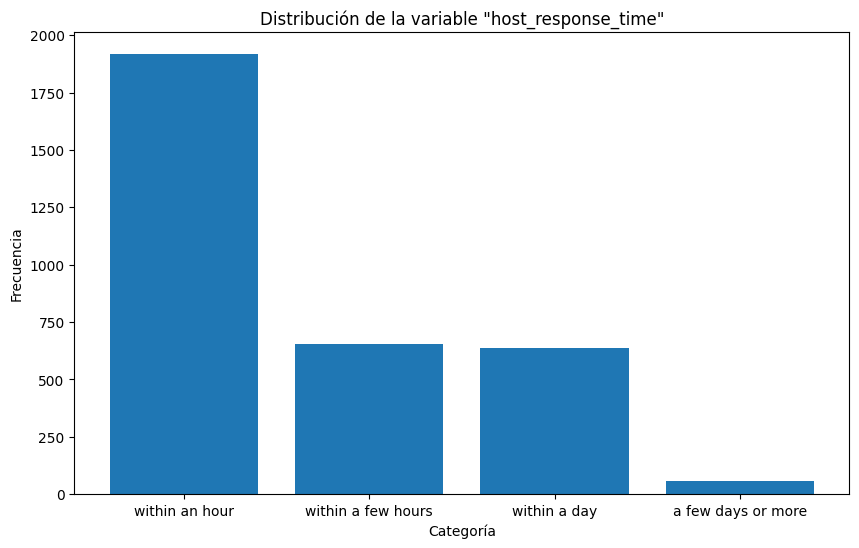 Distribución de la variable "host_response_time"
2000
1750
1500
1250
1000
750
500
250
0
Frecuencia
within an hour within a few hours within a day a few days or more
Categoría